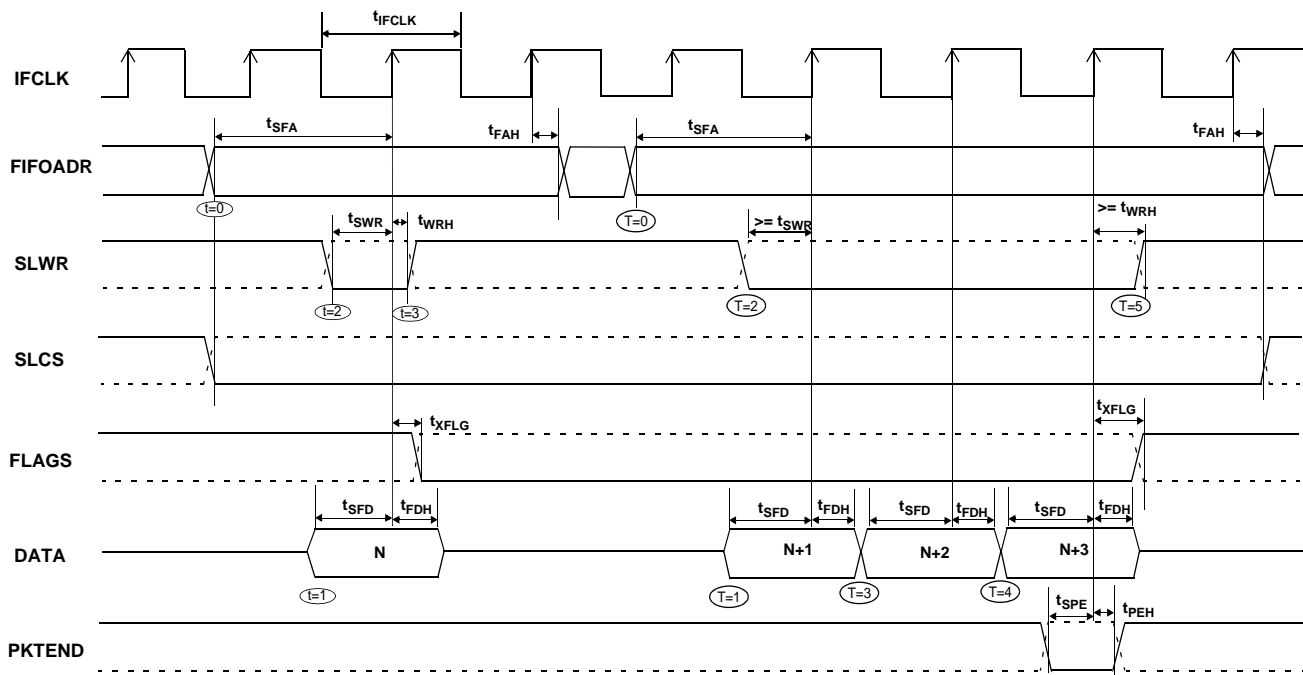 tIFCLK
IFCLK
tSFA tFAH tSFA tFAH
FIFOADR
t=0 T=0
tSWR tWRH >= tSWR >= tWRH
SLWR
t=2 t=3 T=2 T=5
SLCS
tXFLG tXFLG
FLAGS
tSFD tFDH tSFD tFDH tSFD tFDH tSFD tFDH
DATA N N+1 N+2 N+3
t=1 T=1 T=3 T=4
tSPE tPEH
PKTEND